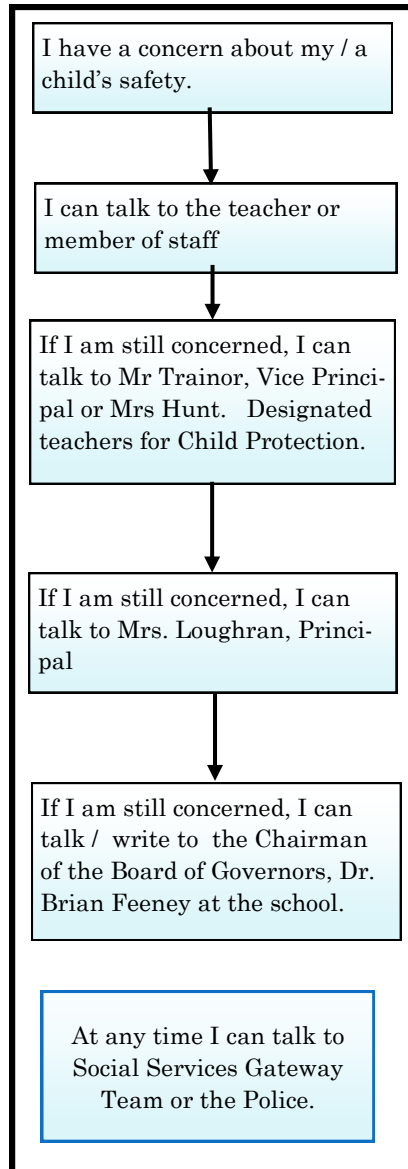 I have a concern about my / a
child’s safety.
I can talk to the teacher or
member of staff
If I am still concerned, I can
talk to Mr Trainor, Vice Princi-
pal or Mrs Hunt.   Designated
teachers for Child Protection.
If I am still concerned, I can
talk to Mrs. Loughran, Princi-
pal
If I am still concerned, I can
talk /  write to  the Chairman
of the Board of Governors, Dr.
Brian Feeney at the school.
At any time I can talk to
Social Services Gateway
Team or the Police.